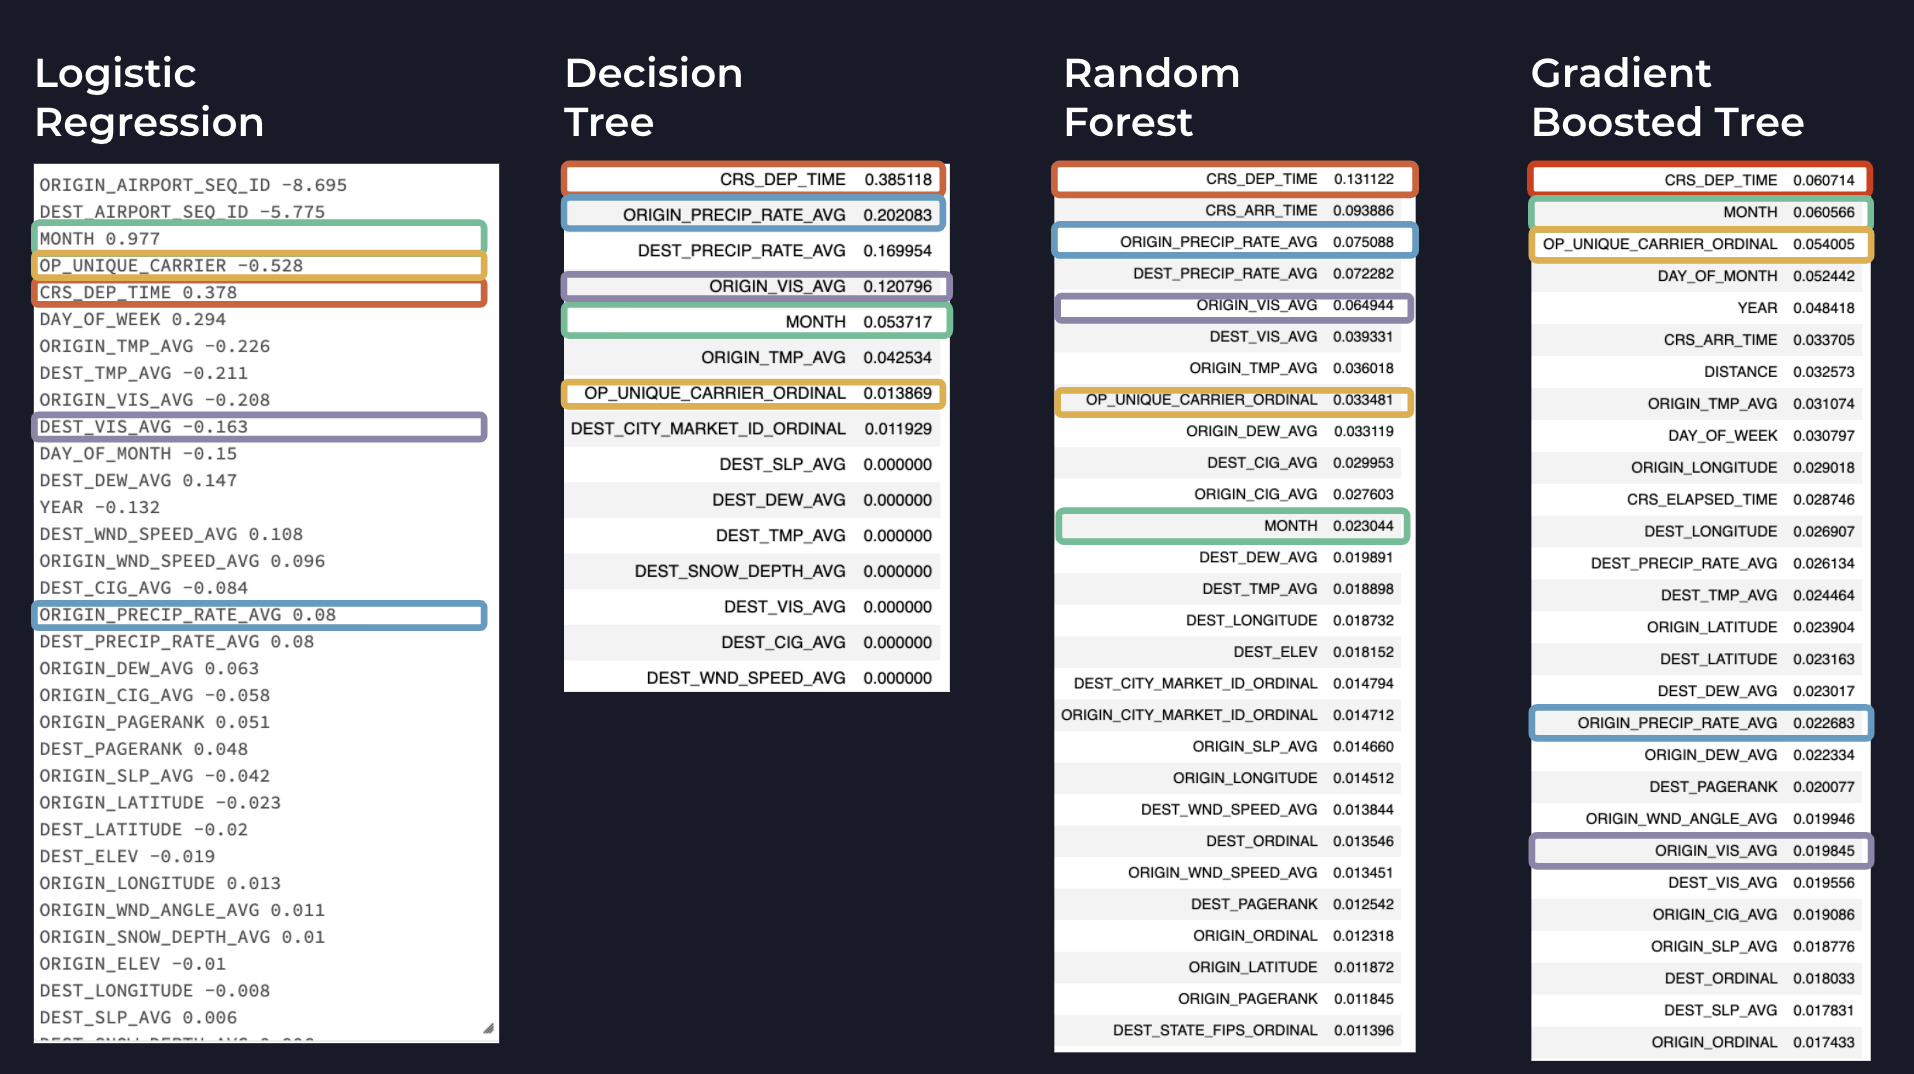 Logistic
Regression
ORIGIN_AIRPORT_SEQ_ID -8.695
DEST_AIRPORT_SEQ_ID -5.775
MONTH 0.977
OP_UNIQUE_CARRIER -0.528
CRS_DEP_TIME 0.378
DAY_OF_WEEK 0.294
ORIGIN_TMP_AVG -0.226
DEST_TMP_AVG -0.211
ORIGIN_VIS_AVG -0.208
DEST_VIS_AVG -0.163
DAY_OF_MONTH -0.15
DEST_DEW_AVG 0.147
YEAR -0.132
DEST_WND_SPEED_AVG 0.108
ORIGIN_WND_SPEED_AVG 0.096
DEST_CIG_AVG -0.084
ORIGIN_PRECIP_RATE_AVG 0.08
DEST_PRECIP_RATE_AVG 0.08
ORIGIN_DEW_AVG 0.063
ORIGIN_CIG_AVG -0.058
ORIGIN_PAGERANK 0.051
DEST_PAGERANK 0.048
ORIGIN_SLP_AVG -0.042
ORIGIN_LATITUDE -0.023
DEST_LATITUDE -0.02
DEST_ELEV -0.019
ORIGIN_LONGITUDE 0.013
ORIGIN_WND_ANGLE_AVG 0.011
ORIGIN_SNOW_DEPTH_AVG 0.01
ORIGIN_ELEV -0.01
DEST_LONGITUDE -0.008
DEST_SLP_AVG 0.006
Decision
Tree
CRS_DEP_TIME 0.385118
ORIGIN_PRECIP_RATE_AVG 0.202083
DEST_PRECIP_RATE_AVG 0.169954
ORIGIN_VIS_AVG 0.120796
MONTH 0.053717
ORIGIN_TMP_AVG 0.042534
OP_UNIQUE_CARRIER_ORDINAL 0.013869
DEST_CITY_MARKET_ID_ORDINAL 0.011929
DEST_SLP_AVG 0.000000
DEST_DEW_AVG 0.000000
DEST_TMP_AVG 0.000000
DEST_SNOW_DEPTH_AVG 0.000000
DEST_VIS_AVG 0.000000
DEST_CIG_AVG 0.000000
DEST_WND_SPEED_AVG 0.000000
Random
Forest
CRS_DEP_TIME 0.131122
CRS_ARR_TIME 0.093886
ORIGIN_PRECIP_RATE_AVG 0.075088
DEST_PRECIP_RATE_AVG 0.072282
ORIGIN_VIS_AVG 0.064944
DEST_VIS_AVG 0.039331
ORIGIN_TMP_AVG 0.036018
OP_UNIQUE_CARRIER_ORDINAL 0.033481
ORIGIN_DEW_AVG 0.033119
DEST_CIG_AVG 0.029953
ORIGIN_CIG_AVG 0.027603
MONTH 0.023044
DEST_DEW_AVG 0.019891
DEST_TMP_AVG 0.018898
DEST_LONGITUDE 0.018732
DEST_ELEV 0.018152
DEST_CITY_MARKET_ID_ORDINAL 0.014794
ORIGIN_CITY_MARKET_ID_ORDINAL 0.014712
ORIGIN_SLP_AVG 0.014660
ORIGIN_LONGITUDE 0.014512
DEST_WND_SPEED_AVG 0.013844
DEST_ORDINAL 0.013546
ORIGIN_WND_SPEED_AVG 0.013451
DEST_PAGERANK 0.012542
ORIGIN_ORDINAL 0.012318
ORIGIN_LATITUDE 0.011872
ORIGIN_PAGERANK 0.011845
DEST_STATE_FIPS_ORDINAL 0.011396
Gradient
Boosted Tree
CRS_DEP_TIME 0.060714
MONTH 0.060566
OP_UNIQUE_CARRIER_ORDINAL 0.054005
DAY_OF_MONTH 0.052442
YEAR 0.048418
CRS_ARR_TIME 0.033705
DISTANCE 0.032573
ORIGIN_TMP_AVG 0.031074
DAY_OF_WEEK 0.030797
ORIGIN_LONGITUDE 0.029018
CRS_ELAPSED_TIME 0.028746
DEST_LONGITUDE 0.026907
DEST_PRECIP_RATE_AVG 0.026134
DEST_TMP_AVG 0.024464
ORIGIN_LATITUDE 0.023904
DEST_LATITUDE 0.023163
DEST_DEW_AVG 0.023017
ORIGIN_PRECIP_RATE_AVG 0.022683
ORIGIN_DEW_AVG 0.022334
DEST_PAGERANK 0.020077
ORIGIN_WND_ANGLE_AVG 0.019946
ORIGIN_VIS_AVG 0.019845
DEST_VIS_AVG 0.019556
ORIGIN_CIG_AVG 0.019086
ORIGIN_SLP_AVG 0.018776
DEST_ORDINAL 0.018033
DEST_SLP_AVG 0.017831
ORIGIN_ORDINAL 0.017433